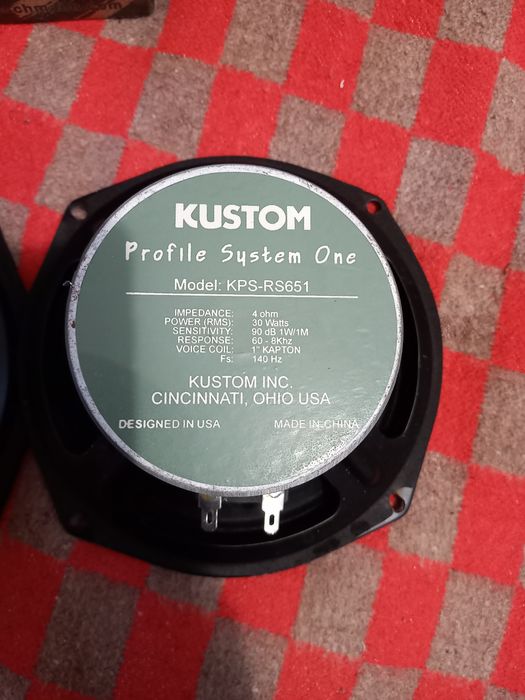 KUSTOM
Profile System One
Model: KPS-RS651
IMPEDANCE: 4 ohm
POWER (RMS): 30 Watts
SENSITIVITY: 90 dB 1W/1M
RESPONSE: 60 - 8Khz
VOICE COIL: 1" KAPTON
Fs: 140 Hz
KUSTOM INC.
CINCINNATI, OHIO USA
DESIGNED IN USA MADE IN CHINA